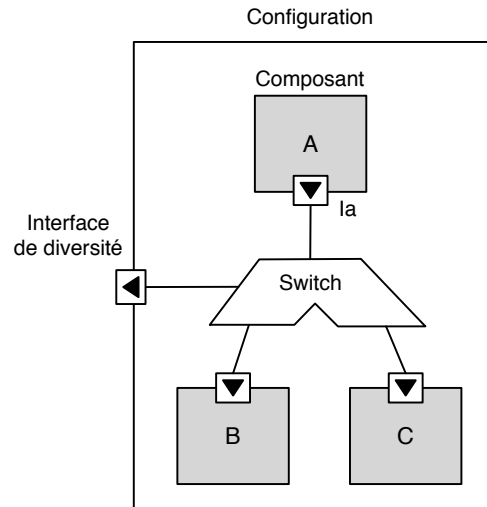 Configuration
Composant
A
Ia
Interface
de diversité
Switch
B
C